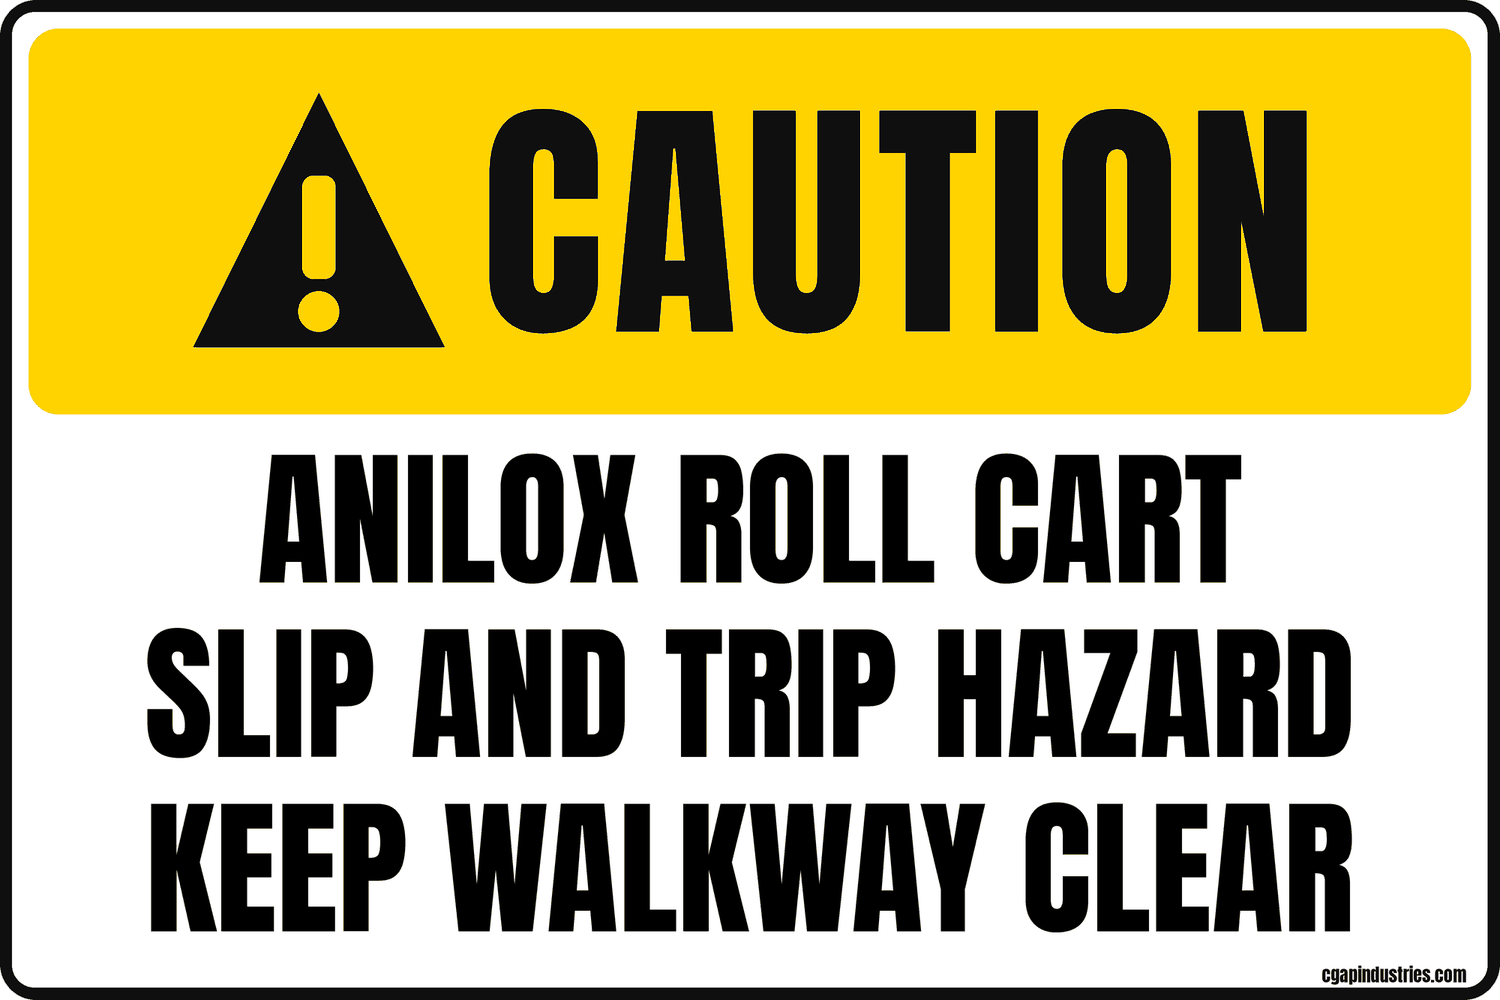 CAUTION
ANILOX ROLL CART
SLIP AND TRIP HAZARD
KEEP WALKWAY CLEAR
cgapindustries.com